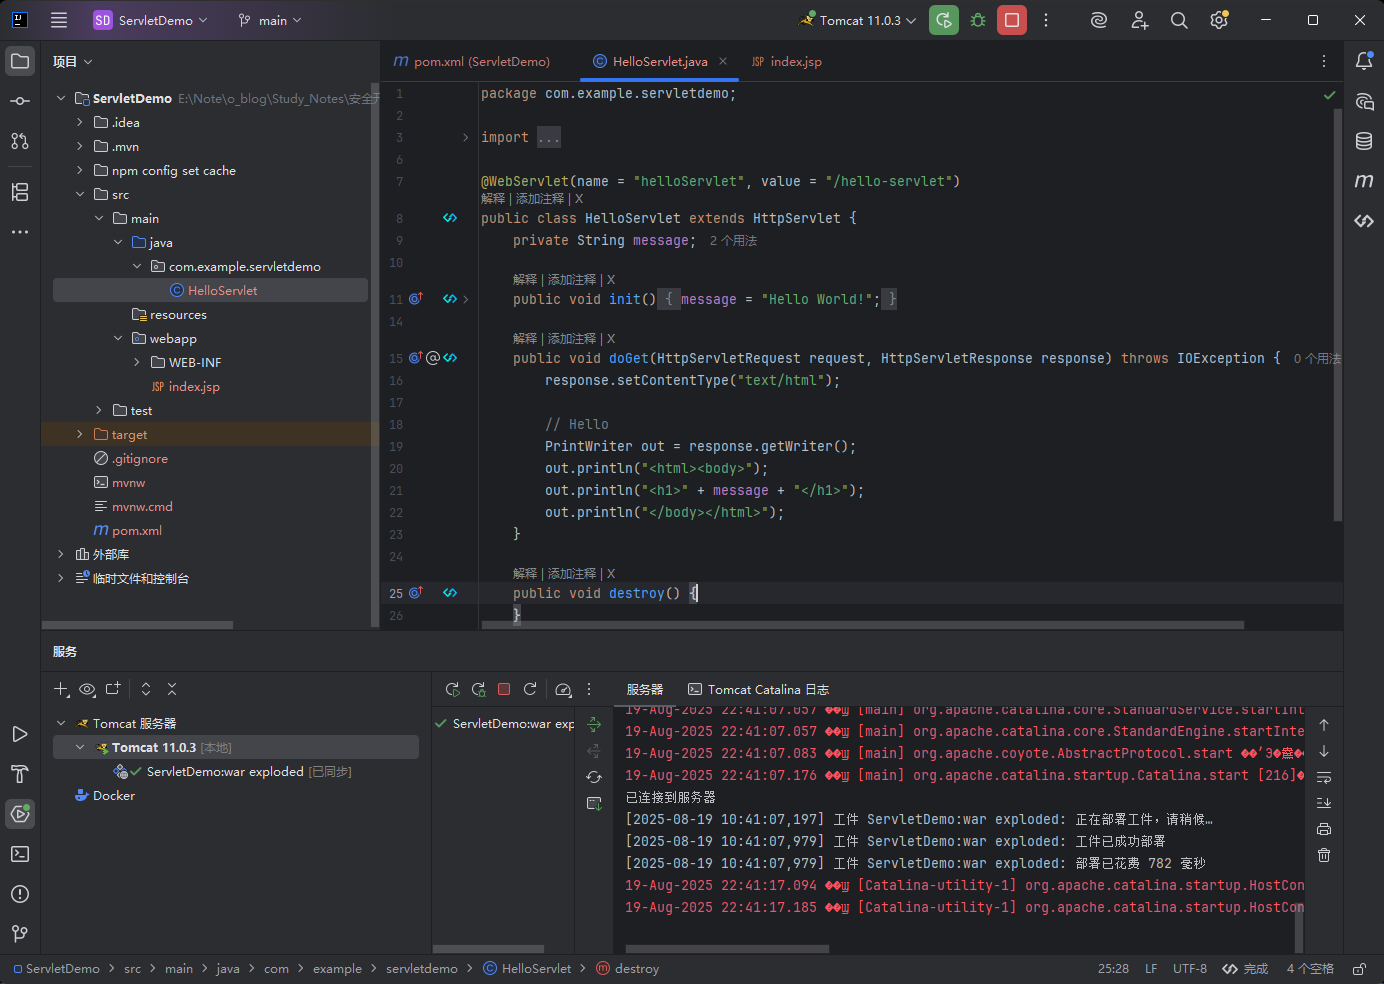 SD ServletDemo
main
Tomcat 11.0.3
项目
pom.xml (ServletDemo)
HelloServlet.java
JSP index.jsp
ServletDemo E:\Note\o_blog\Study_Notes\安全开
.idea
.mvn
npm config set cache
src
main
java
com.example.servletdemo
HelloServlet
resources
webapp
WEB-INF
JSP index.jsp
test
target
.gitignore
mvnw
mvnw.cmd
pom.xml
外部库
临时文件和控制台
1 package com.example.servletdemo;
2
3 import ...
6
7 @WebServlet(name = "helloServlet", value = "/hello-servlet")
解释 | 添加注释 | X
8 public class HelloServlet extends HttpServlet {
9 private String message; 2 个用法
10
解释 | 添加注释 | X
11 public void init() { message = "Hello World!"; }
14
解释 | 添加注释 | X
15 public void doGet(HttpServletRequest request, HttpServletResponse response) throws IOException { 0 个用法
16 response.setContentType("text/html");
17
18 // Hello
19 PrintWriter out = response.getWriter();
20 out.println("<html><body>");
21 out.println("<h1>" + message + "</h1>");
22 out.println("</body></html>");
23 }
24
解释 | 添加注释 | X
25 public void destroy() {
26 }
服务
Tomcat 服务器
Tomcat 11.0.3 [本地]
ServletDemo:war exploded [已同步]
Docker
ServletDemo:war exp
服务器
Tomcat Catalina 日志
19-Aug-2025 22:41:07.057 [main] org.apache.catalina.core.StandardService.startInt
19-Aug-2025 22:41:07.057 [main] org.apache.catalina.core.StandardEngine.startInte
19-Aug-2025 22:41:07.083 [main] org.apache.coyote.AbstractProtocol.start
19-Aug-2025 22:41:07.176 [main] org.apache.catalina.startup.Catalina.start [216]
已连接到服务器
[2025-08-19 10:41:07,197] 工件 ServletDemo:war exploded: 正在部署工件，请稍候…
[2025-08-19 10:41:07,979] 工件 ServletDemo:war exploded: 工件已成功部署
[2025-08-19 10:41:07,979] 工件 ServletDemo:war exploded: 部署已花费 782 毫秒
19-Aug-2025 22:41:17.094 [Catalina-utility-1] org.apache.catalina.startup.HostCon
19-Aug-2025 22:41:17.185 [Catalina-utility-1] org.apache.catalina.startup.HostCon
ServletDemo > src > main > java > com > example > servletdemo > HelloServlet > destroy
25:28 LF UTF-8 完成 4 个空格